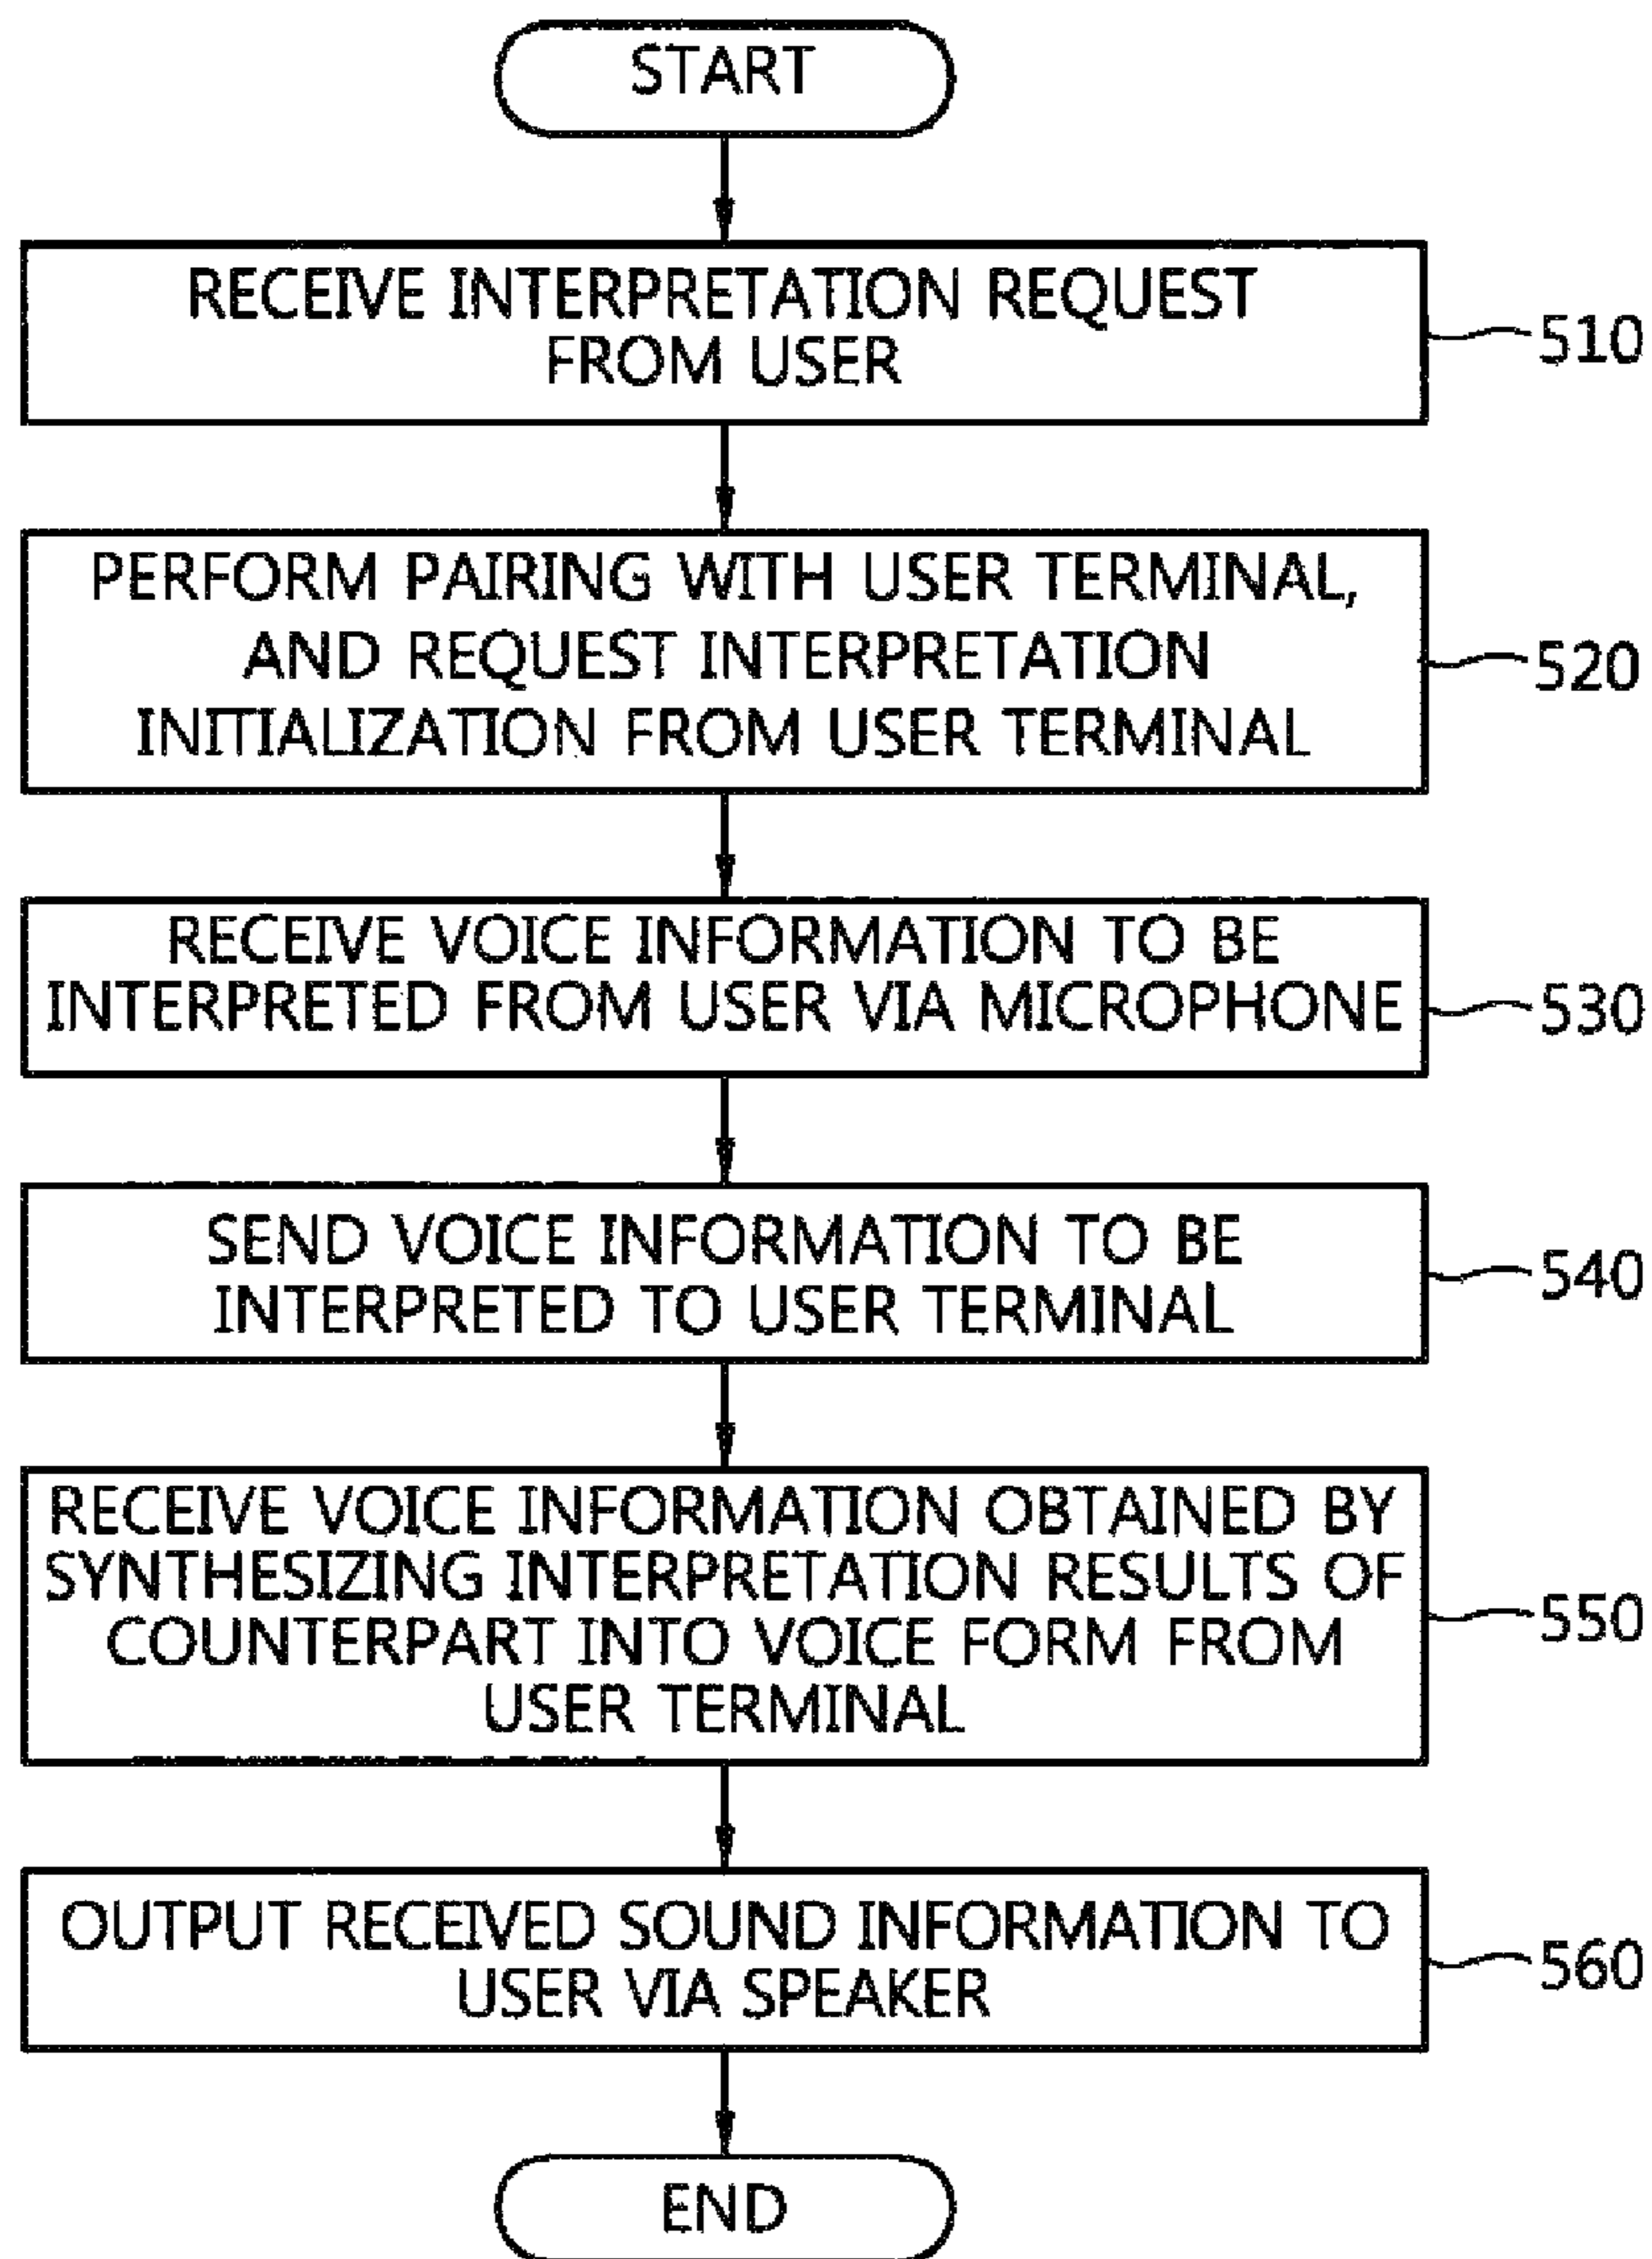 START
RECEIVE INTERPRETATION REQUEST
FROM USER
510
PERFORM PAIRING WITH USER TERMINAL,
AND REQUEST INTERPRETATION
INITIALIZATION FROM USER TERMINAL
520
RECEIVE VOICE INFORMATION TO BE
INTERPRETED FROM USER VIA MICROPHONE
530
SEND VOICE INFORMATION TO BE
INTERPRETED TO USER TERMINAL
540
RECEIVE VOICE INFORMATION OBTAINED BY
SYNTHESIZING INTERPRETATION RESULTS OF
COUNTERPART INTO VOICE FORM FROM
USER TERMINAL
550
OUTPUT RECEIVED SOUND INFORMATION TO
USER VIA SPEAKER
560
END